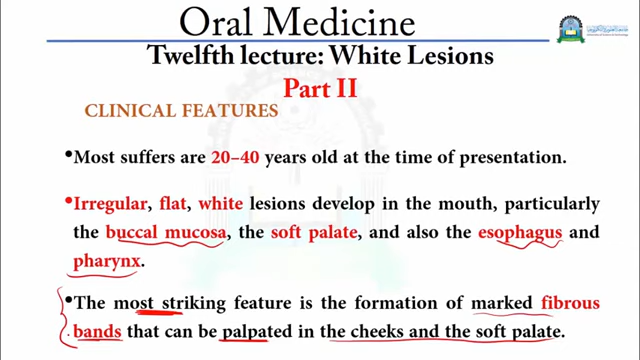 Oral Medicine
Twelfth lecture: White Lesions
Part II
CLINICAL FEATURES
•Most suffers are 20–40 years old at the time of presentation.
•Irregular, flat, white lesions develop in the mouth, particularly
the buccal mucosa, the soft palate, and also the esophagus and
pharynx.
•The most striking feature is the formation of marked fibrous
bands that can be palpated in the cheeks and the soft palate.